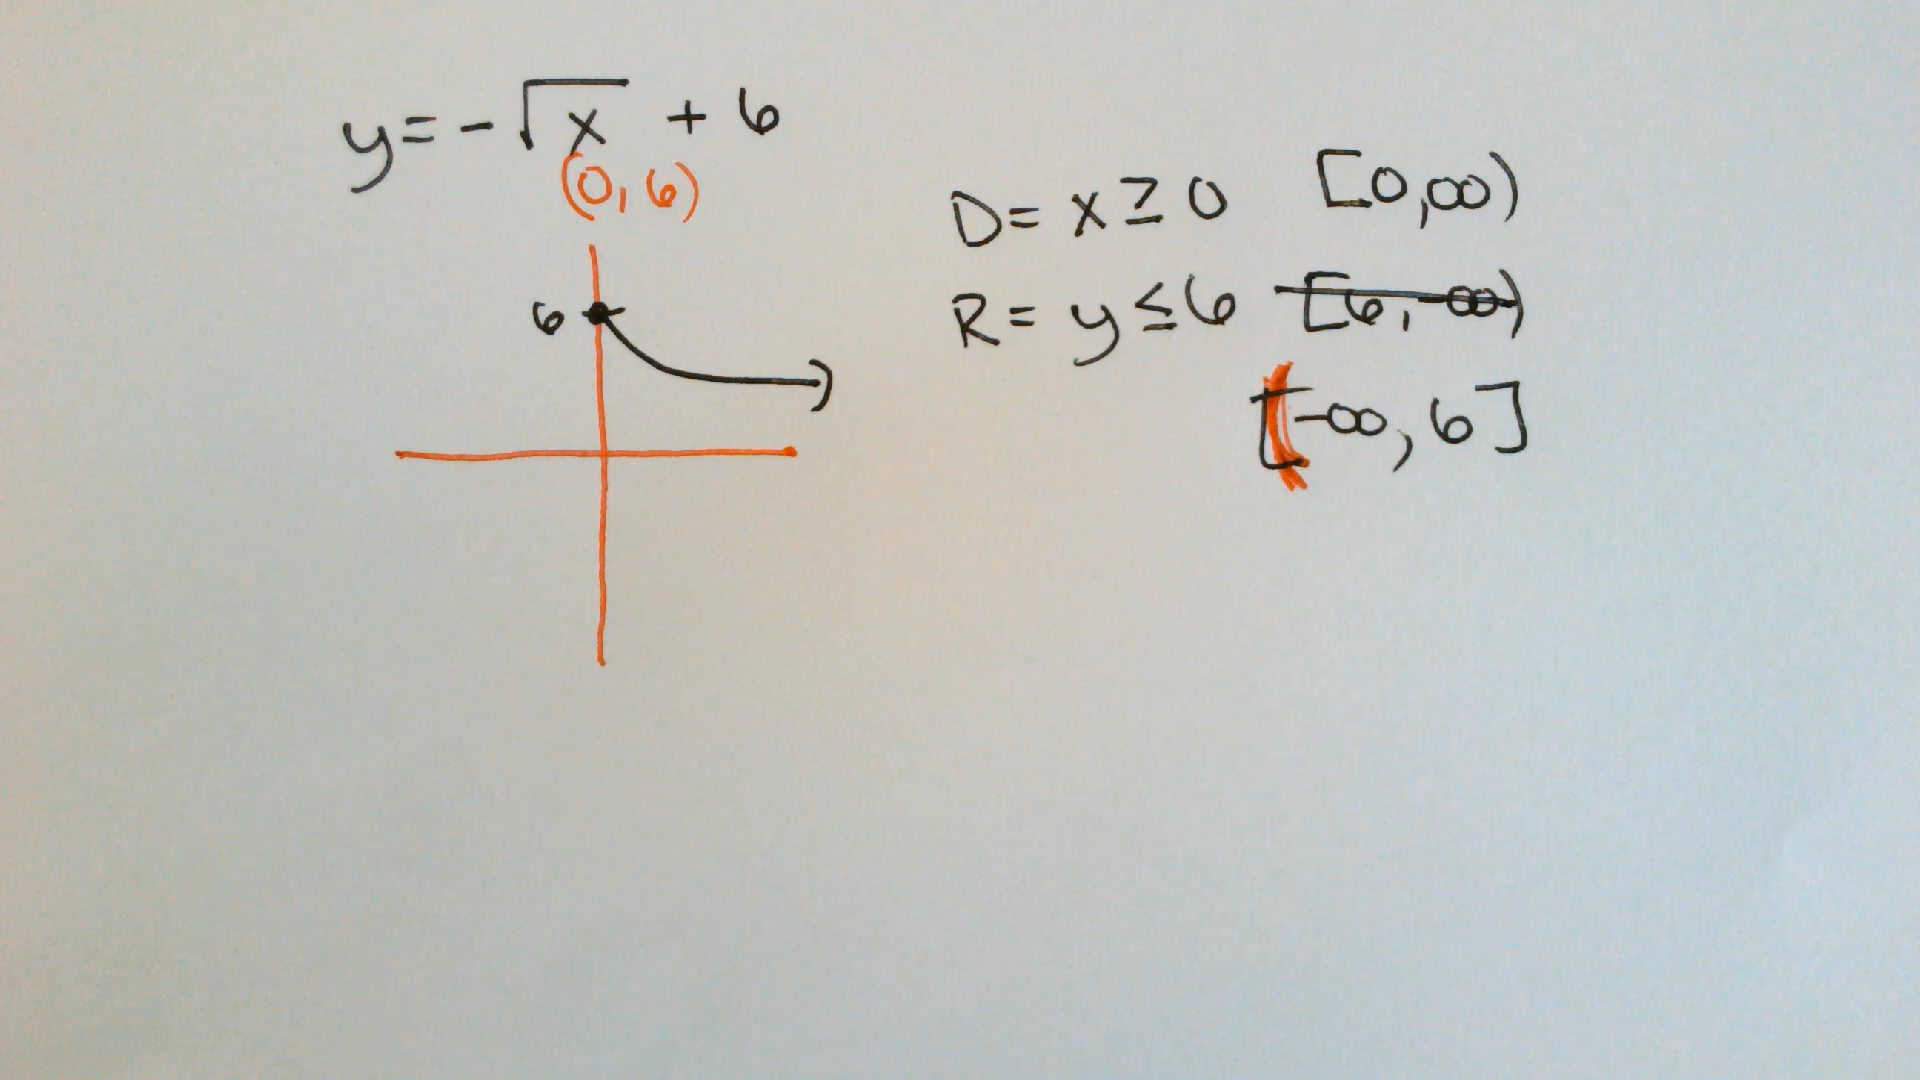 y = -√x + 6
(0, 6)
D = x ≥ 0 [0, ∞)
R = y ≤ 6 [6, -∞)
(-∞, 6]
6